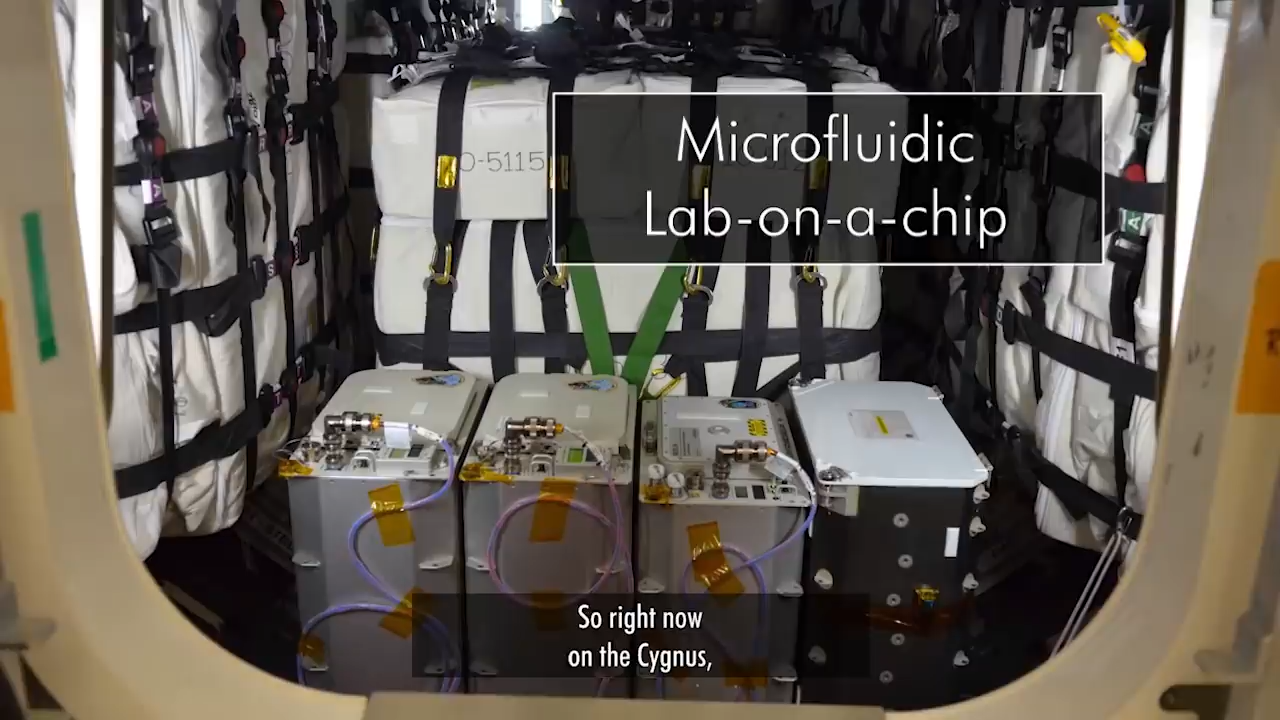 Microfluidic
Lab-on-a-chip
O-5115
So right now
on the Cygnus,